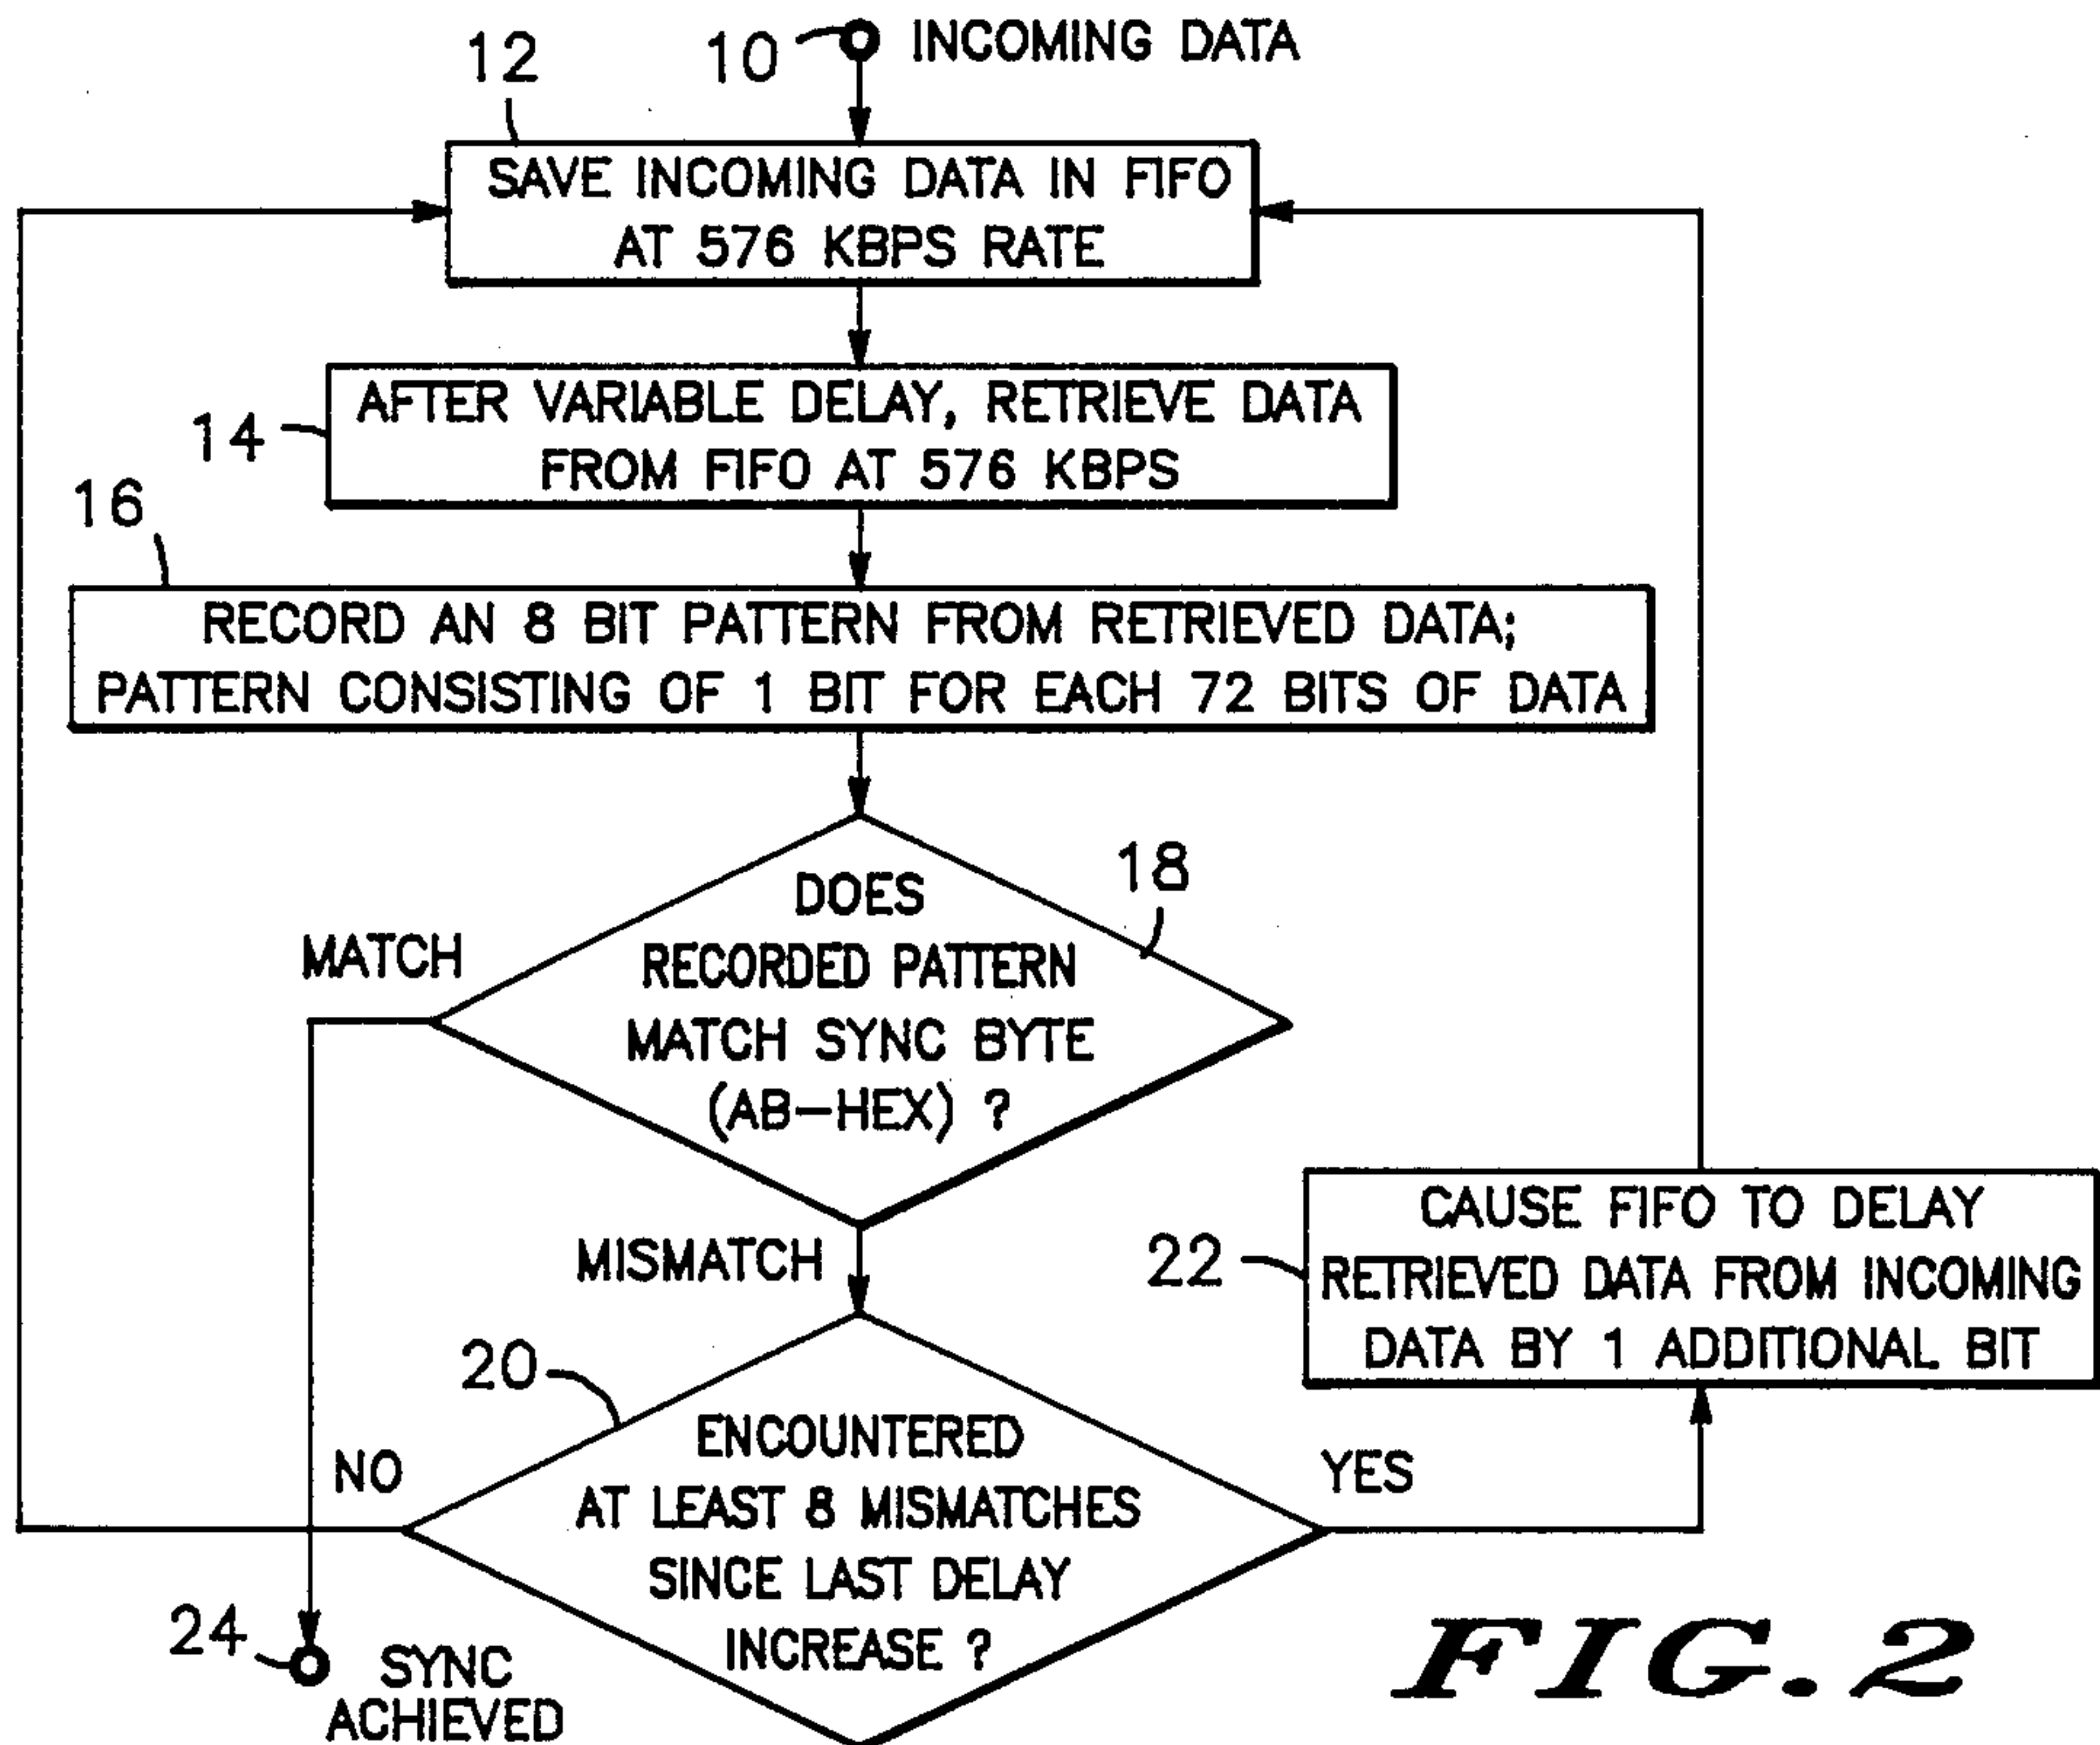 10 INCOMING DATA
12
SAVE INCOMING DATA IN FIFO
AT 576 KBPS RATE
14
AFTER VARIABLE DELAY, RETRIEVE DATA
FROM FIFO AT 576 KBPS
16
RECORD AN 8 BIT PATTERN FROM RETRIEVED DATA;
PATTERN CONSISTING OF 1 BIT FOR EACH 72 BITS OF DATA
18
DOES
RECORDED PATTERN
MATCH SYNC BYTE
(AB-HEX) ?
MATCH
MISMATCH
20
ENCOUNTERED
AT LEAST 8 MISMATCHES
SINCE LAST DELAY
INCREASE ?
NO
YES
22
CAUSE FIFO TO DELAY
RETRIEVED DATA FROM INCOMING
DATA BY 1 ADDITIONAL BIT
24
SYNC
ACHIEVED
FIG.2